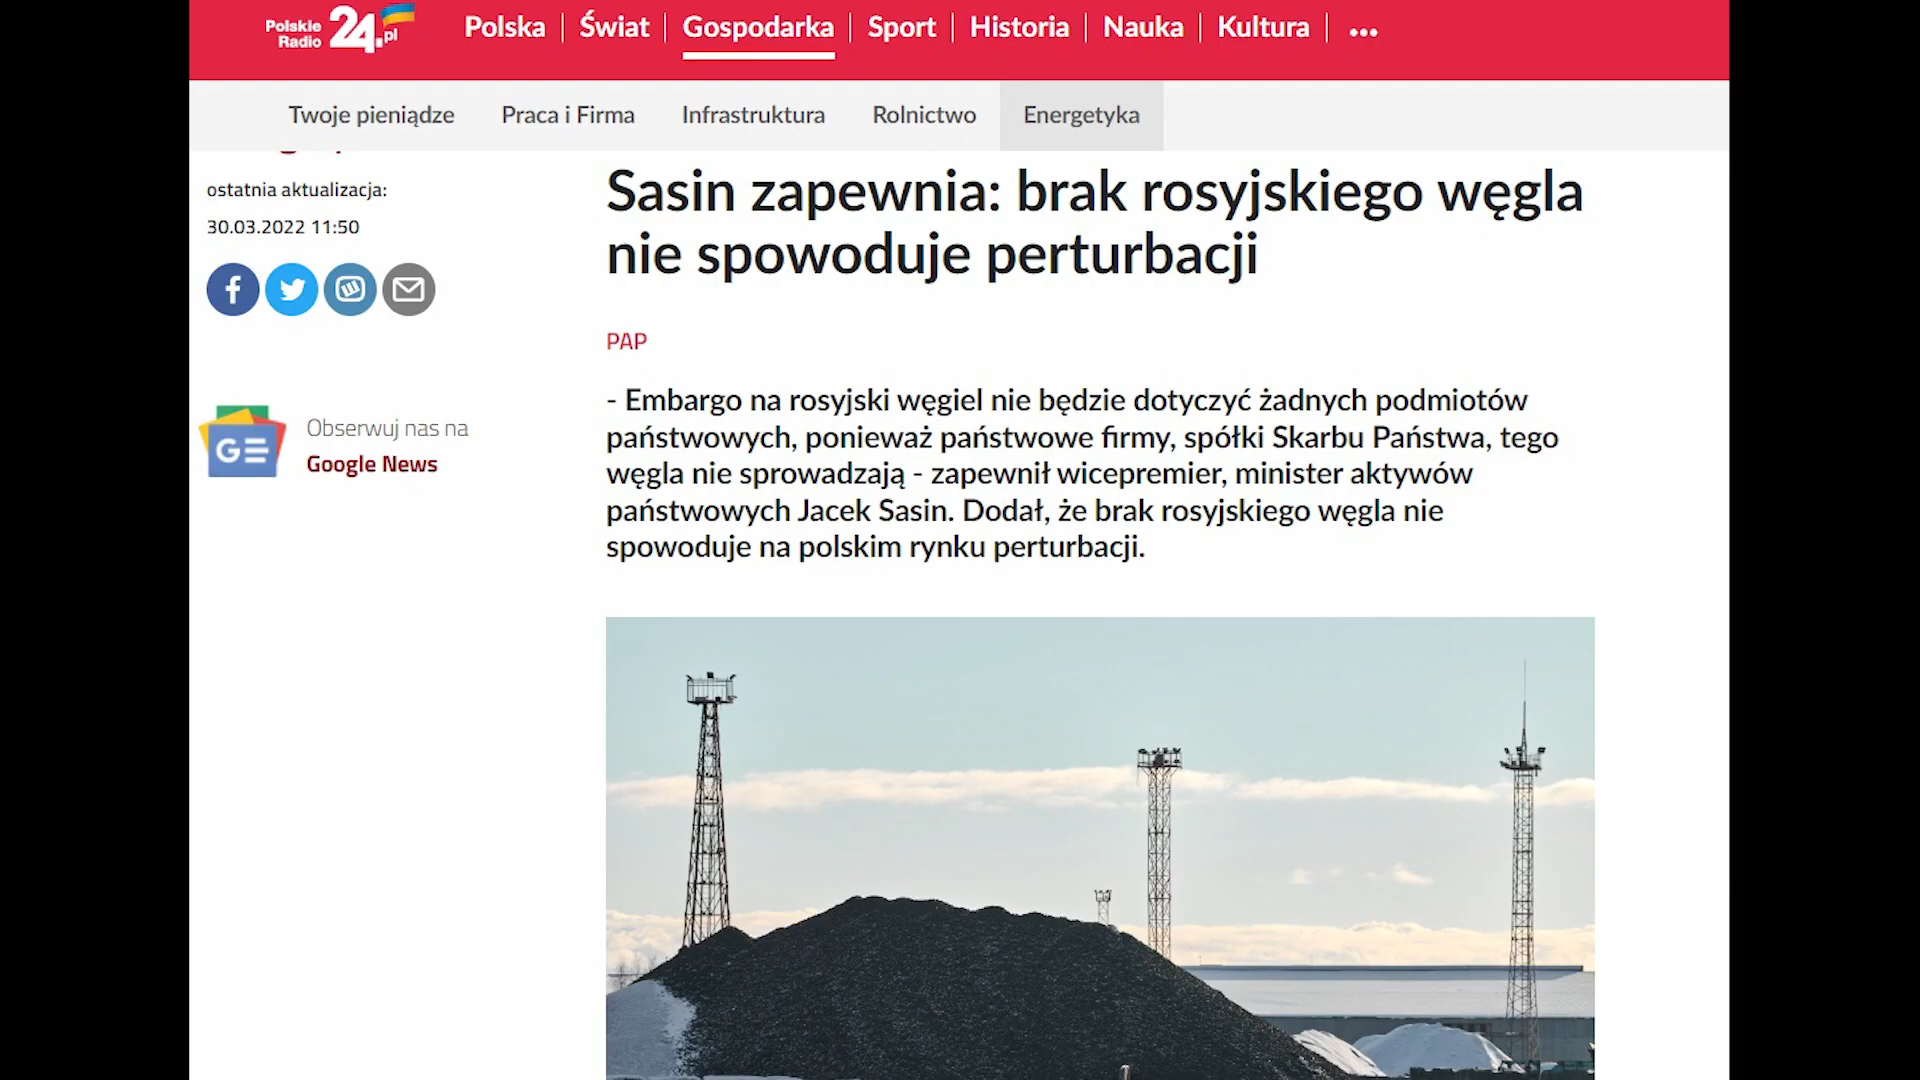 Polskie
Radio 24.pl
Polska
Świat
Gospodarka
Sport
Historia
Nauka
Kultura
...
Twoje pieniądze
Praca i Firma
Infrastruktura
Rolnictwo
Energetyka
ostatnia aktualizacja:
30.03.2022 11:50
Obserwuj nas na
Google News
Sasin zapewnia: brak rosyjskiego węgla
nie spowoduje perturbacji
PAP
- Embargo na rosyjski węgiel nie będzie dotyczyć żadnych podmiotów
państwowych, ponieważ państwowe firmy, spółki Skarbu Państwa, tego
węgla nie sprowadzają - zapewnił wicepremier, minister aktywów
państwowych Jacek Sasin. Dodał, że brak rosyjskiego węgla nie
spowoduje na polskim rynku perturbacji.